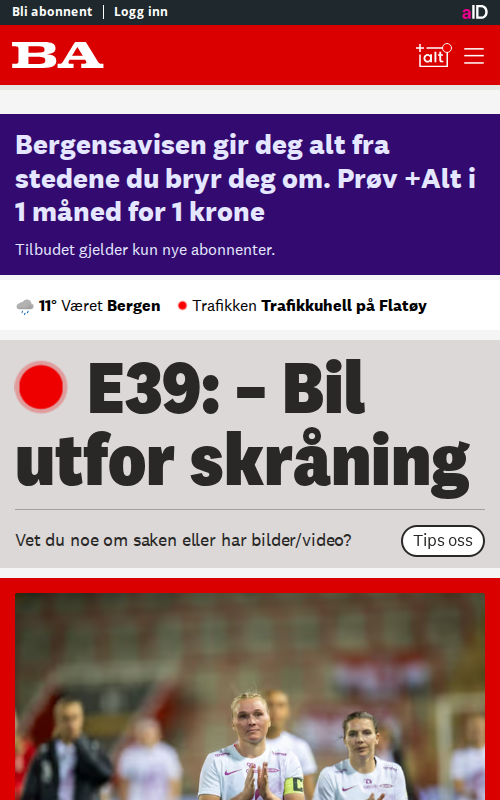 Bli abonnent | Logg inn
aID
BA
+alt
Bergensavisen gir deg alt fra
stedene du bryr deg om. Prøv +Alt i
1 måned for 1 krone
Tilbudet gjelder kun nye abonnenter.
11° Været Bergen Trafikken Trafikkuhell på Flatøy
E39: – Bil
utfor skråning
Vet du noe om saken eller har bilder/video? Tips oss